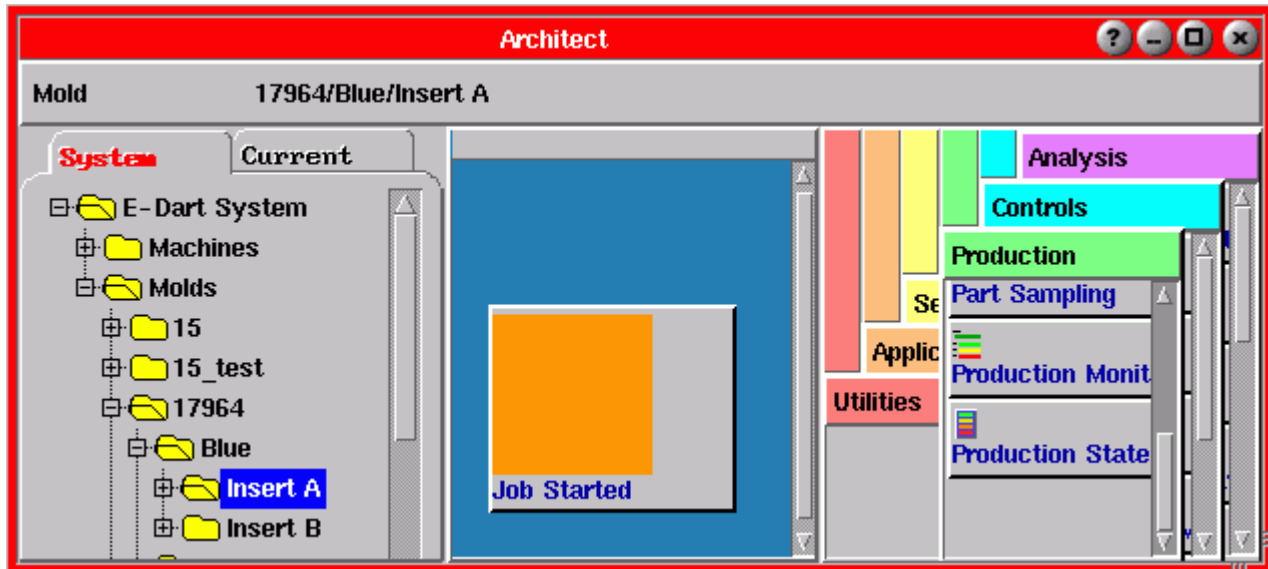 Architect
Mold 17964/Blue/Insert A
System Current
E-Dart System
Machines
Molds
15
15_test
17964
Blue
Insert A
Insert B
Job Started
Analysis
Controls
Production
Se
Applic
Utilities
Part Sampling
Production Monit
Production State